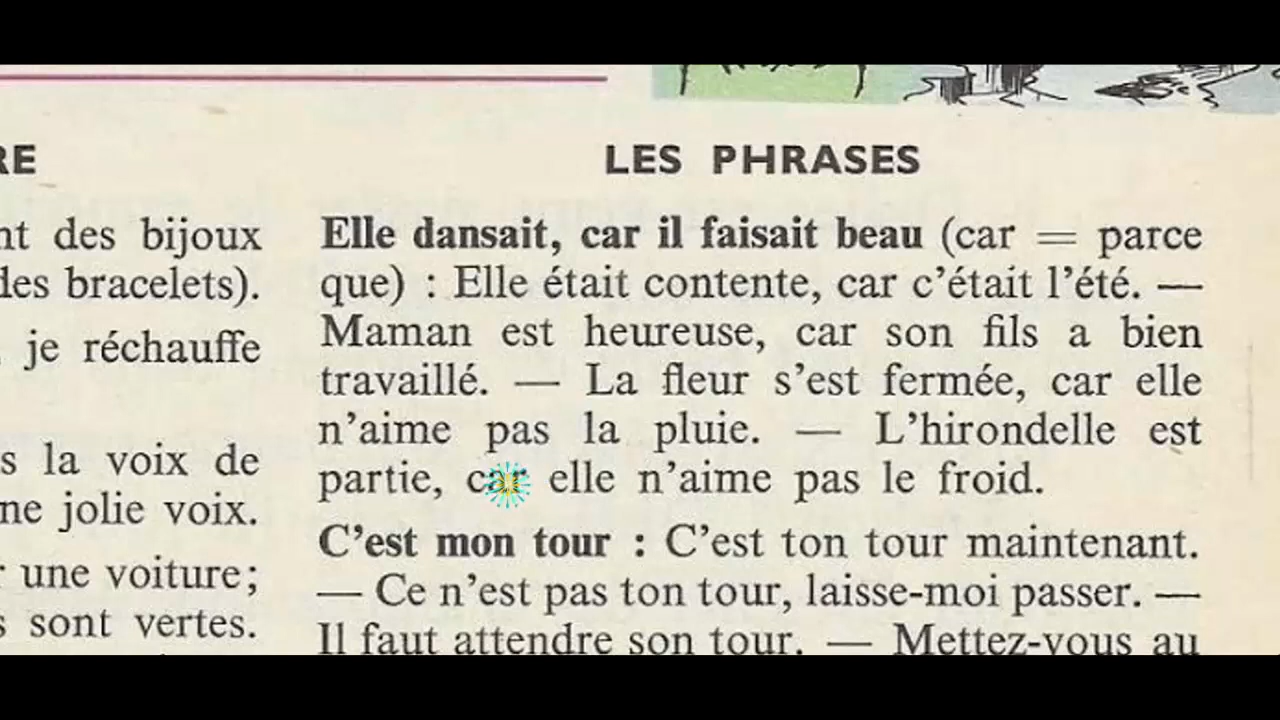 RE
nt des bijoux
des bracelets).
, je réchauffe
s la voix de
ne jolie voix.
r une voiture;
s sont vertes.
LES PHRASES
Elle dansait, car il faisait beau (car = parce
que) : Elle était contente, car c’était l’été. —
Maman est heureuse, car son fils a bien
travaillé. — La fleur s’est fermée, car elle
n’aime pas la pluie. — L’hirondelle est
partie, car elle n’aime pas le froid.
C’est mon tour : C’est ton tour maintenant.
— Ce n’est pas ton tour, laisse-moi passer. —
Il faut attendre son tour. — Mettez-vous au